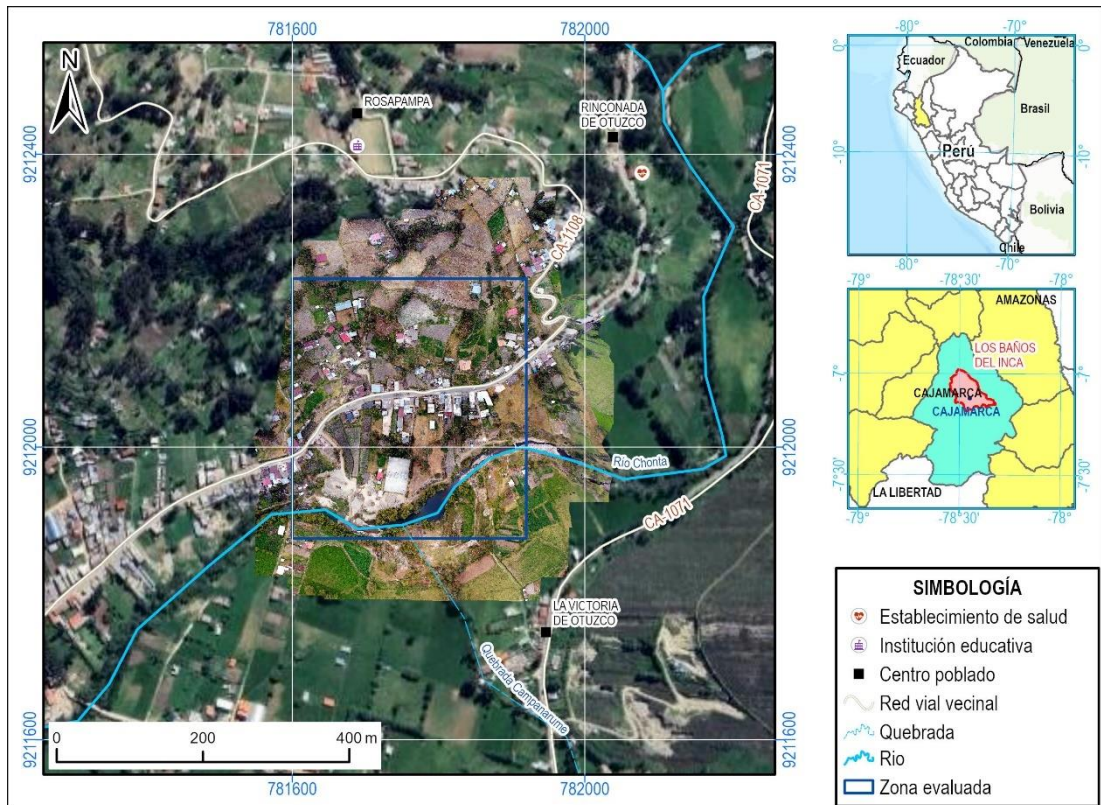 781600
782000
N
ROSAPAMPA
RINCONADA
DE OTUZCO
9212400
9212400
CA-1108
CA-1071
9212000
9212000
Río Chonta
CA-1071
LA VICTORIA
DE OTUZCO
Quebrada Campanarume
9211600
9211600
0
200
400 m
781600
782000
-80°
-70°
Colombia
Venezuela
0°
0°
Ecuador
Brasil
Perú
-10°
-10°
Bolivia
Chile
-80°
-70°
-79°
-78°30'
-78°
AMAZONAS
LOS BAÑOS
DEL INCA
-7°
-7°
CAJAMARCA
CAJAMARCA
-7°30'
-7°30'
LA LIBERTAD
-79°
-78°30'
-78°
SIMBOLOGÍA
Establecimiento de salud
Institución educativa
Centro poblado
Red vial vecinal
Quebrada
Rio
Zona evaluada